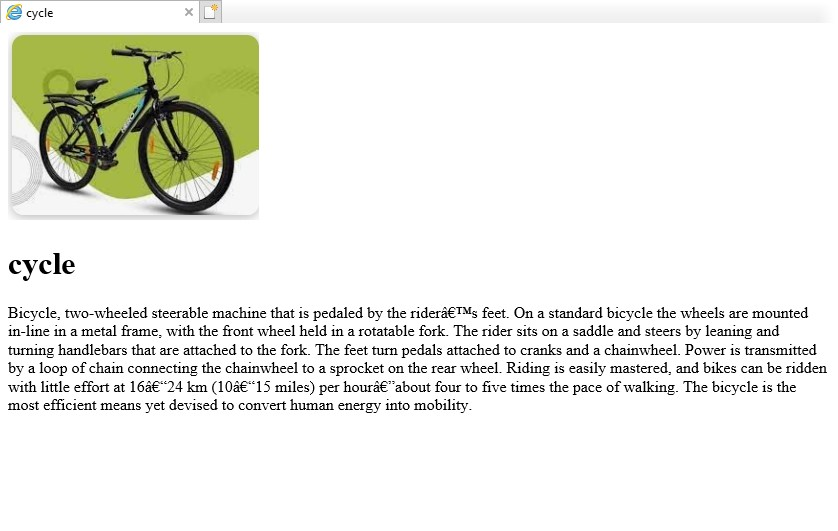 cycle
cycle
Bicycle, two-wheeled steerable machine that is pedaled by the riderâ€™s feet. On a standard bicycle the wheels are mounted
in-line in a metal frame, with the front wheel held in a rotatable fork. The rider sits on a saddle and steers by leaning and
turning handlebars that are attached to the fork. The feet turn pedals attached to cranks and a chainwheel. Power is transmitted
by a loop of chain connecting the chainwheel to a sprocket on the rear wheel. Riding is easily mastered, and bikes can be ridden
with little effort at 16â€“24 km (10â€“15 miles) per hourâ€”about four to five times the pace of walking. The bicycle is the
most efficient means yet devised to convert human energy into mobility.